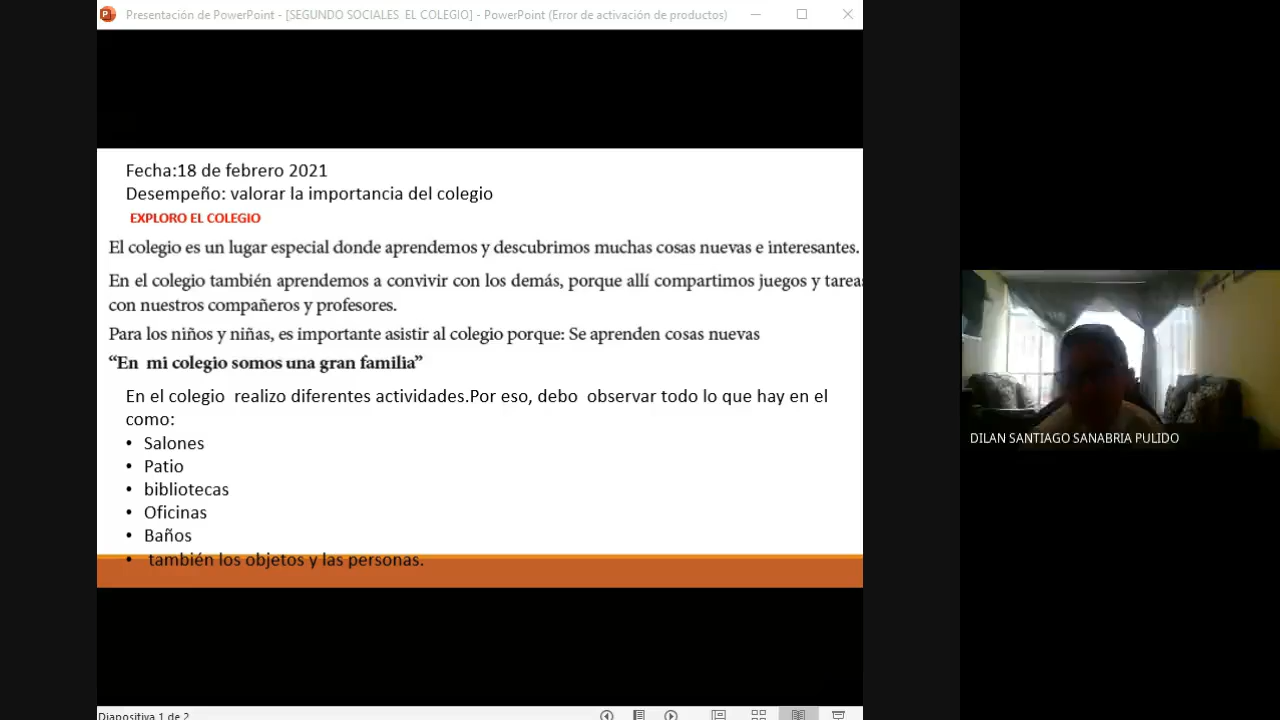 Presentación de PowerPoint - [SEGUNDO SOCIALES  EL COLEGIO] - PowerPoint (Error de activación de productos)
Fecha:18 de febrero 2021
Desempeño: valorar la importancia del colegio
EXPLORO EL COLEGIO
El colegio es un lugar especial donde aprendemos y descubrimos muchas cosas nuevas e interesantes.
En el colegio también aprendemos a convivir con los demás, porque allí compartimos juegos y tareas
con nuestros compañeros y profesores.
Para los niños y niñas, es importante asistir al colegio porque: Se aprenden cosas nuevas
“En  mi colegio somos una gran familia”
En el colegio  realizo diferentes actividades.Por eso, debo  observar todo lo que hay en el
como:
• Salones
• Patio
• bibliotecas
• Oficinas
• Baños
• también los objetos y las personas.
DILAN SANTIAGO SANABRIA PULIDO
Diapositiva 1 de 2